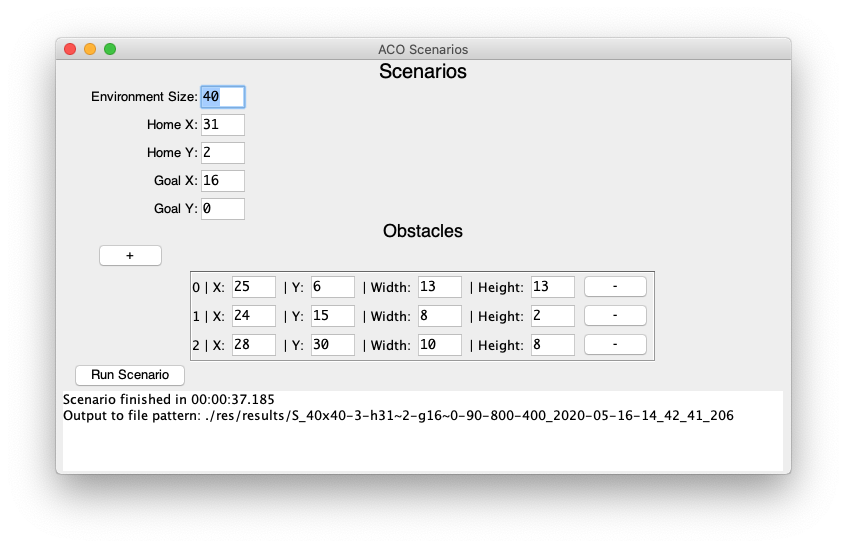 ACO Scenarios
Scenarios
Environment Size: 40
Home X: 31
Home Y: 2
Goal X: 16
Goal Y: 0
Obstacles
+
0 | X: 25 | Y: 6 | Width: 13 | Height: 13 -
1 | X: 24 | Y: 15 | Width: 8 | Height: 2 -
2 | X: 28 | Y: 30 | Width: 10 | Height: 8 -
Run Scenario
Scenario finished in 00:00:37.185
Output to file pattern: ./res/results/S_40x40-3-h31~2-g16~0-90-800-400_2020-05-16-14_42_41_206